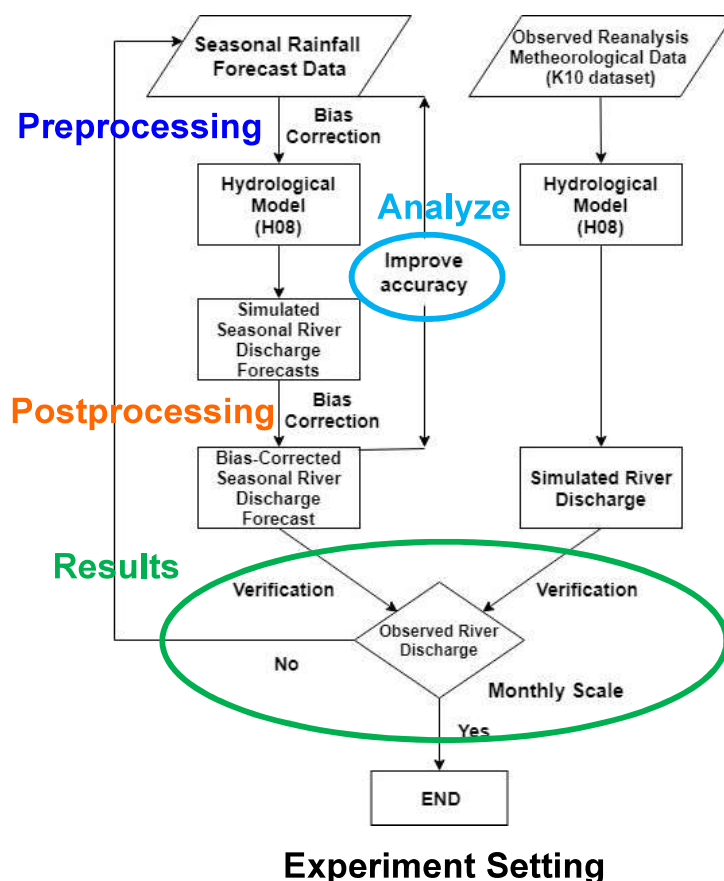 Seasonal Rainfall
Forecast Data
Observed Reanalysis
Metheorological Data
(K10 dataset)
Preprocessing
Bias
Correction
Hydrological
Model
(H08)
Analyze
Hydrological
Model
(H08)
Improve
accuracy
Simulated
Seasonal River
Discharge
Forecasts
Postprocessing
Bias
Correction
Bias-Corrected
Seasonal River
Discharge
Forecast
Simulated River
Discharge
Results
Verification
Verification
Observed River
Discharge
No
Monthly Scale
Yes
END
Experiment Setting